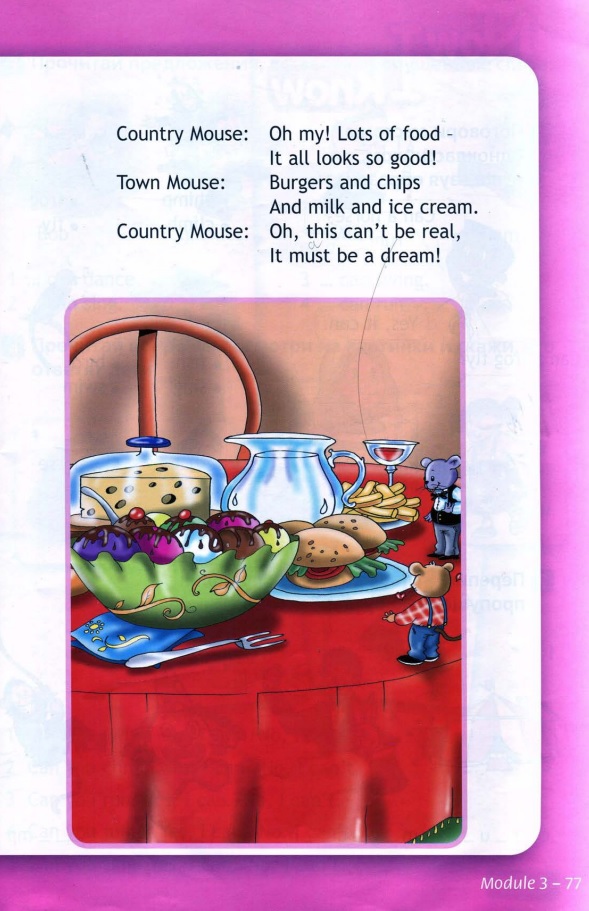 Country Mouse: Oh my! Lots of food –
It all looks so good!
Town Mouse: Burgers and chips
And milk and ice cream.
Country Mouse: Oh, this can't be real,
It must be a dream!
Module 3 – 77